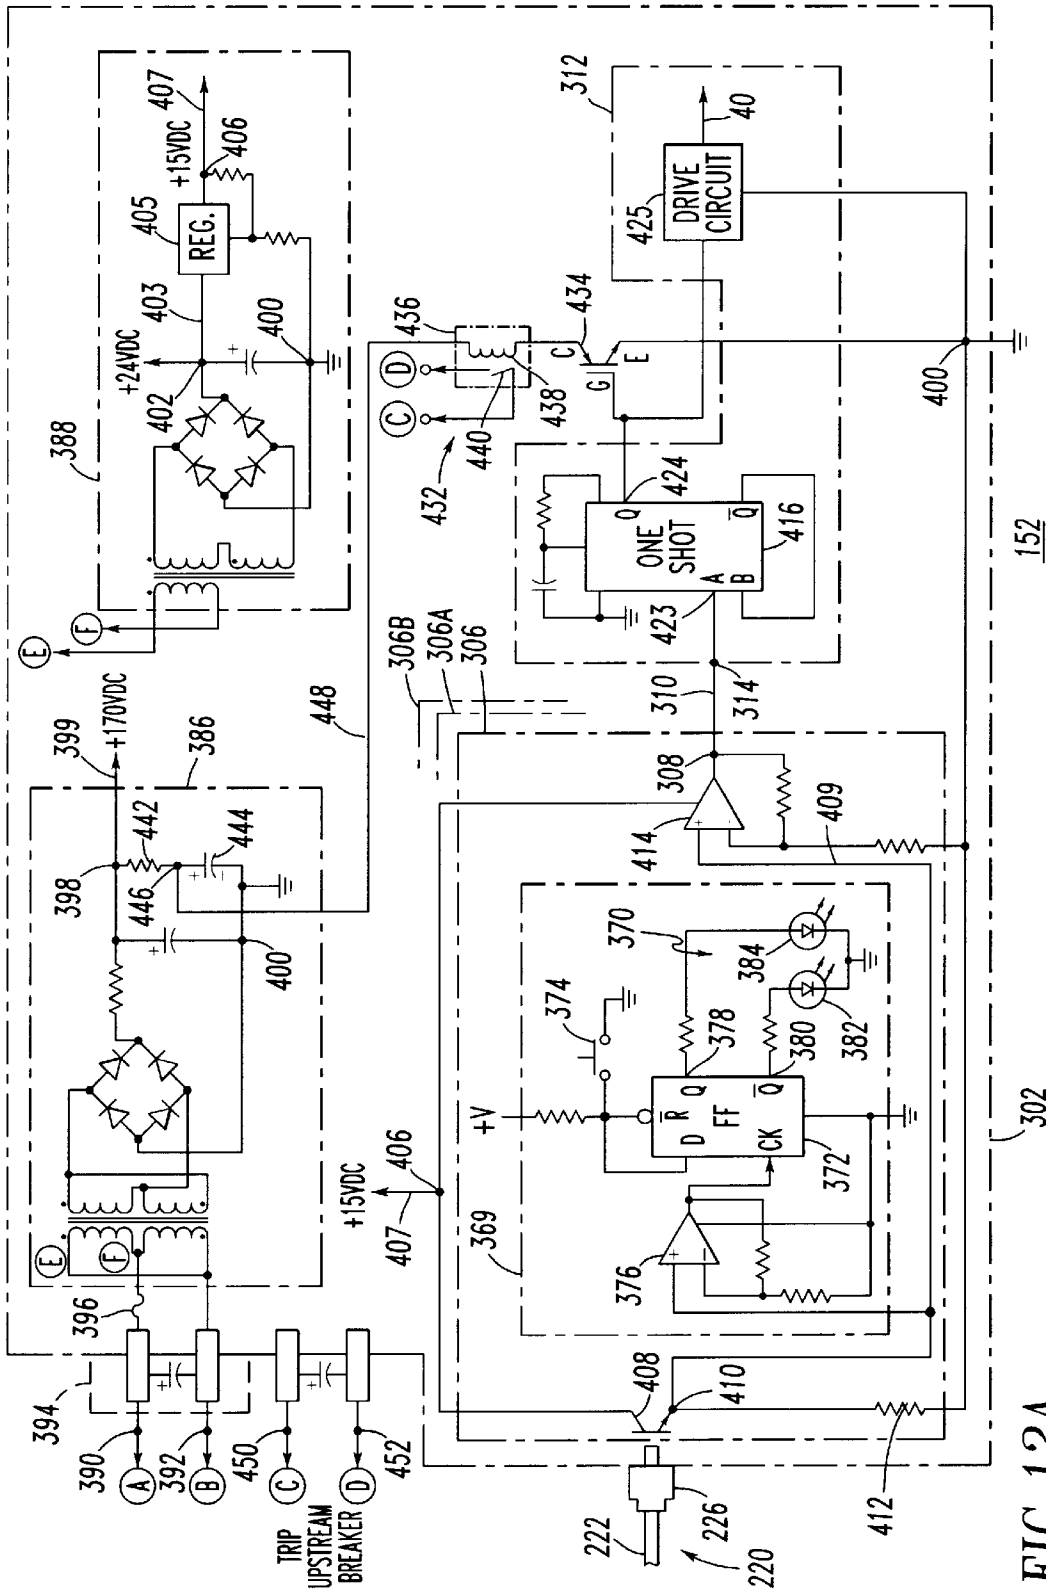 388
402
+24VDC
403
405
+15VDC
407
406
REG.
400
E
F
+170VDC
399
398
442
386
446
444
400
448
E
F
396
394
390
A
392
B
450
C
452
D
TRIP
UPSTREAM
BREAKER
D
C
436
438
440
432
C
G
E
434
312
425
DRIVE
CIRCUIT
40
424
Q
ONE
SHOT
Q
A
B
416
423
314
310
400
306B
306A
306
308
414
+
-
409
+15VDC
407
406
369
+V
374
370
R
D
FF
Q
Q
CK
378
380
384
382
372
376
+
-
408
410
412
222
226
220
302
152
FIG. 12A